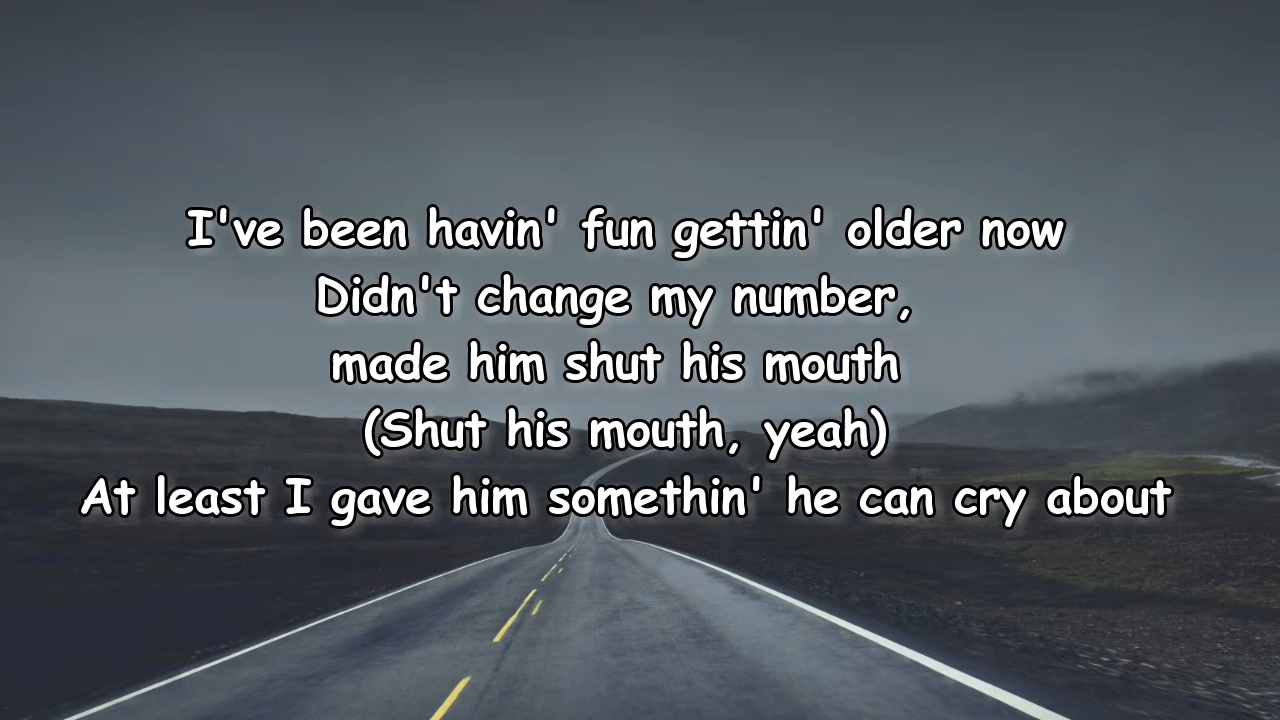 I've been havin' fun gettin' older now
Didn't change my number,
made him shut his mouth
(Shut his mouth, yeah)
At least I gave him somethin' he can cry about